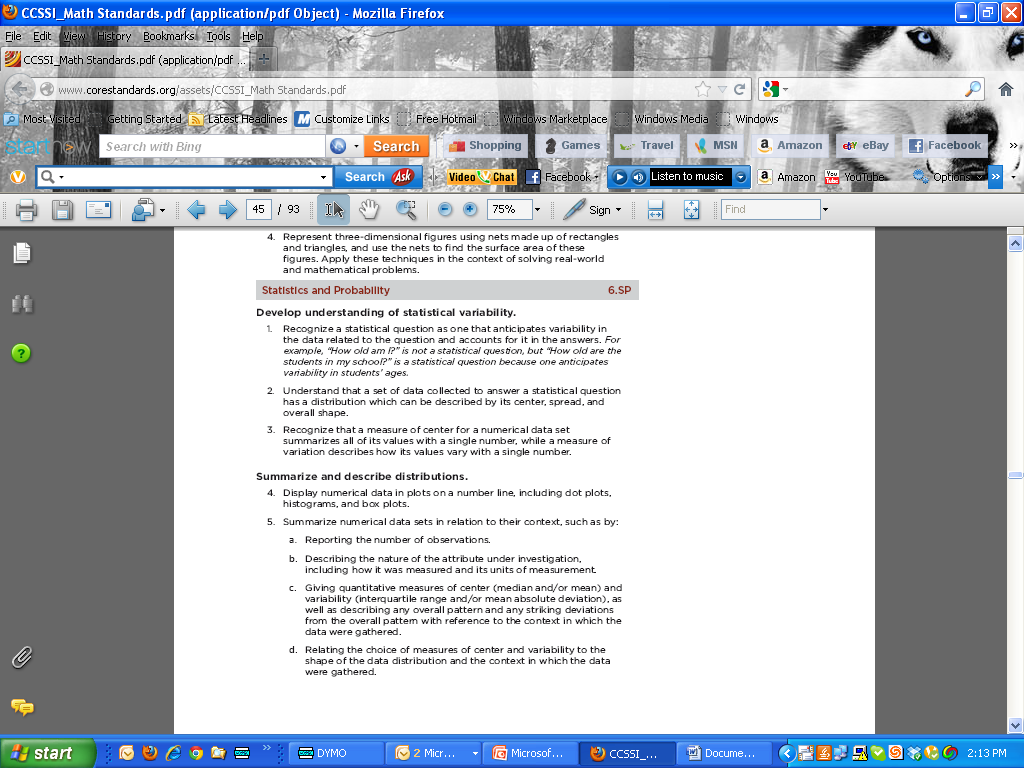 CCSSI_Math Standards.pdf (application/pdf Object) - Mozilla Firefox
File Edit View History Bookmarks Tools Help
CCSSI_Math Standards.pdf (application/pdf ...
www.corestandards.org/assets/CCSSI_Math Standards.pdf
Most Visited Getting Started Latest Headlines Customize Links Free Hotmail Windows Marketplace Windows Media Windows
startnow Search with Bing Search Shopping Games Travel MSN Amazon eBay Facebook
Search Ask Video Chat Facebook Listen to music Amazon YouTube Options
45 / 93 75% Sign Find
4. Represent three-dimensional figures using nets made up of rectangles
and triangles, and use the nets to find the surface area of these
figures. Apply these techniques in the context of solving real-world
and mathematical problems.
Statistics and Probability 6.SP
Develop understanding of statistical variability.
1. Recognize a statistical question as one that anticipates variability in
the data related to the question and accounts for it in the answers. For
example, “How old am I?” is not a statistical question, but “How old are the
students in my school?” is a statistical question because one anticipates
variability in students’ ages.
2. Understand that a set of data collected to answer a statistical question
has a distribution which can be described by its center, spread, and
overall shape.
3. Recognize that a measure of center for a numerical data set
summarizes all of its values with a single number, while a measure of
variation describes how its values vary with a single number.
Summarize and describe distributions.
4. Display numerical data in plots on a number line, including dot plots,
histograms, and box plots.
5. Summarize numerical data sets in relation to their context, such as by:
a. Reporting the number of observations.
b. Describing the nature of the attribute under investigation,
including how it was measured and its units of measurement.
c. Giving quantitative measures of center (median and/or mean) and
variability (interquartile range and/or mean absolute deviation), as
well as describing any overall pattern and any striking deviations
from the overall pattern with reference to the context in which the
data were gathered.
d. Relating the choice of measures of center and variability to the
shape of the data distribution and the context in which the data
were gathered.
start DYMO 2 Micr... Microsof... CCSSI_... Docume... 2:13 PM